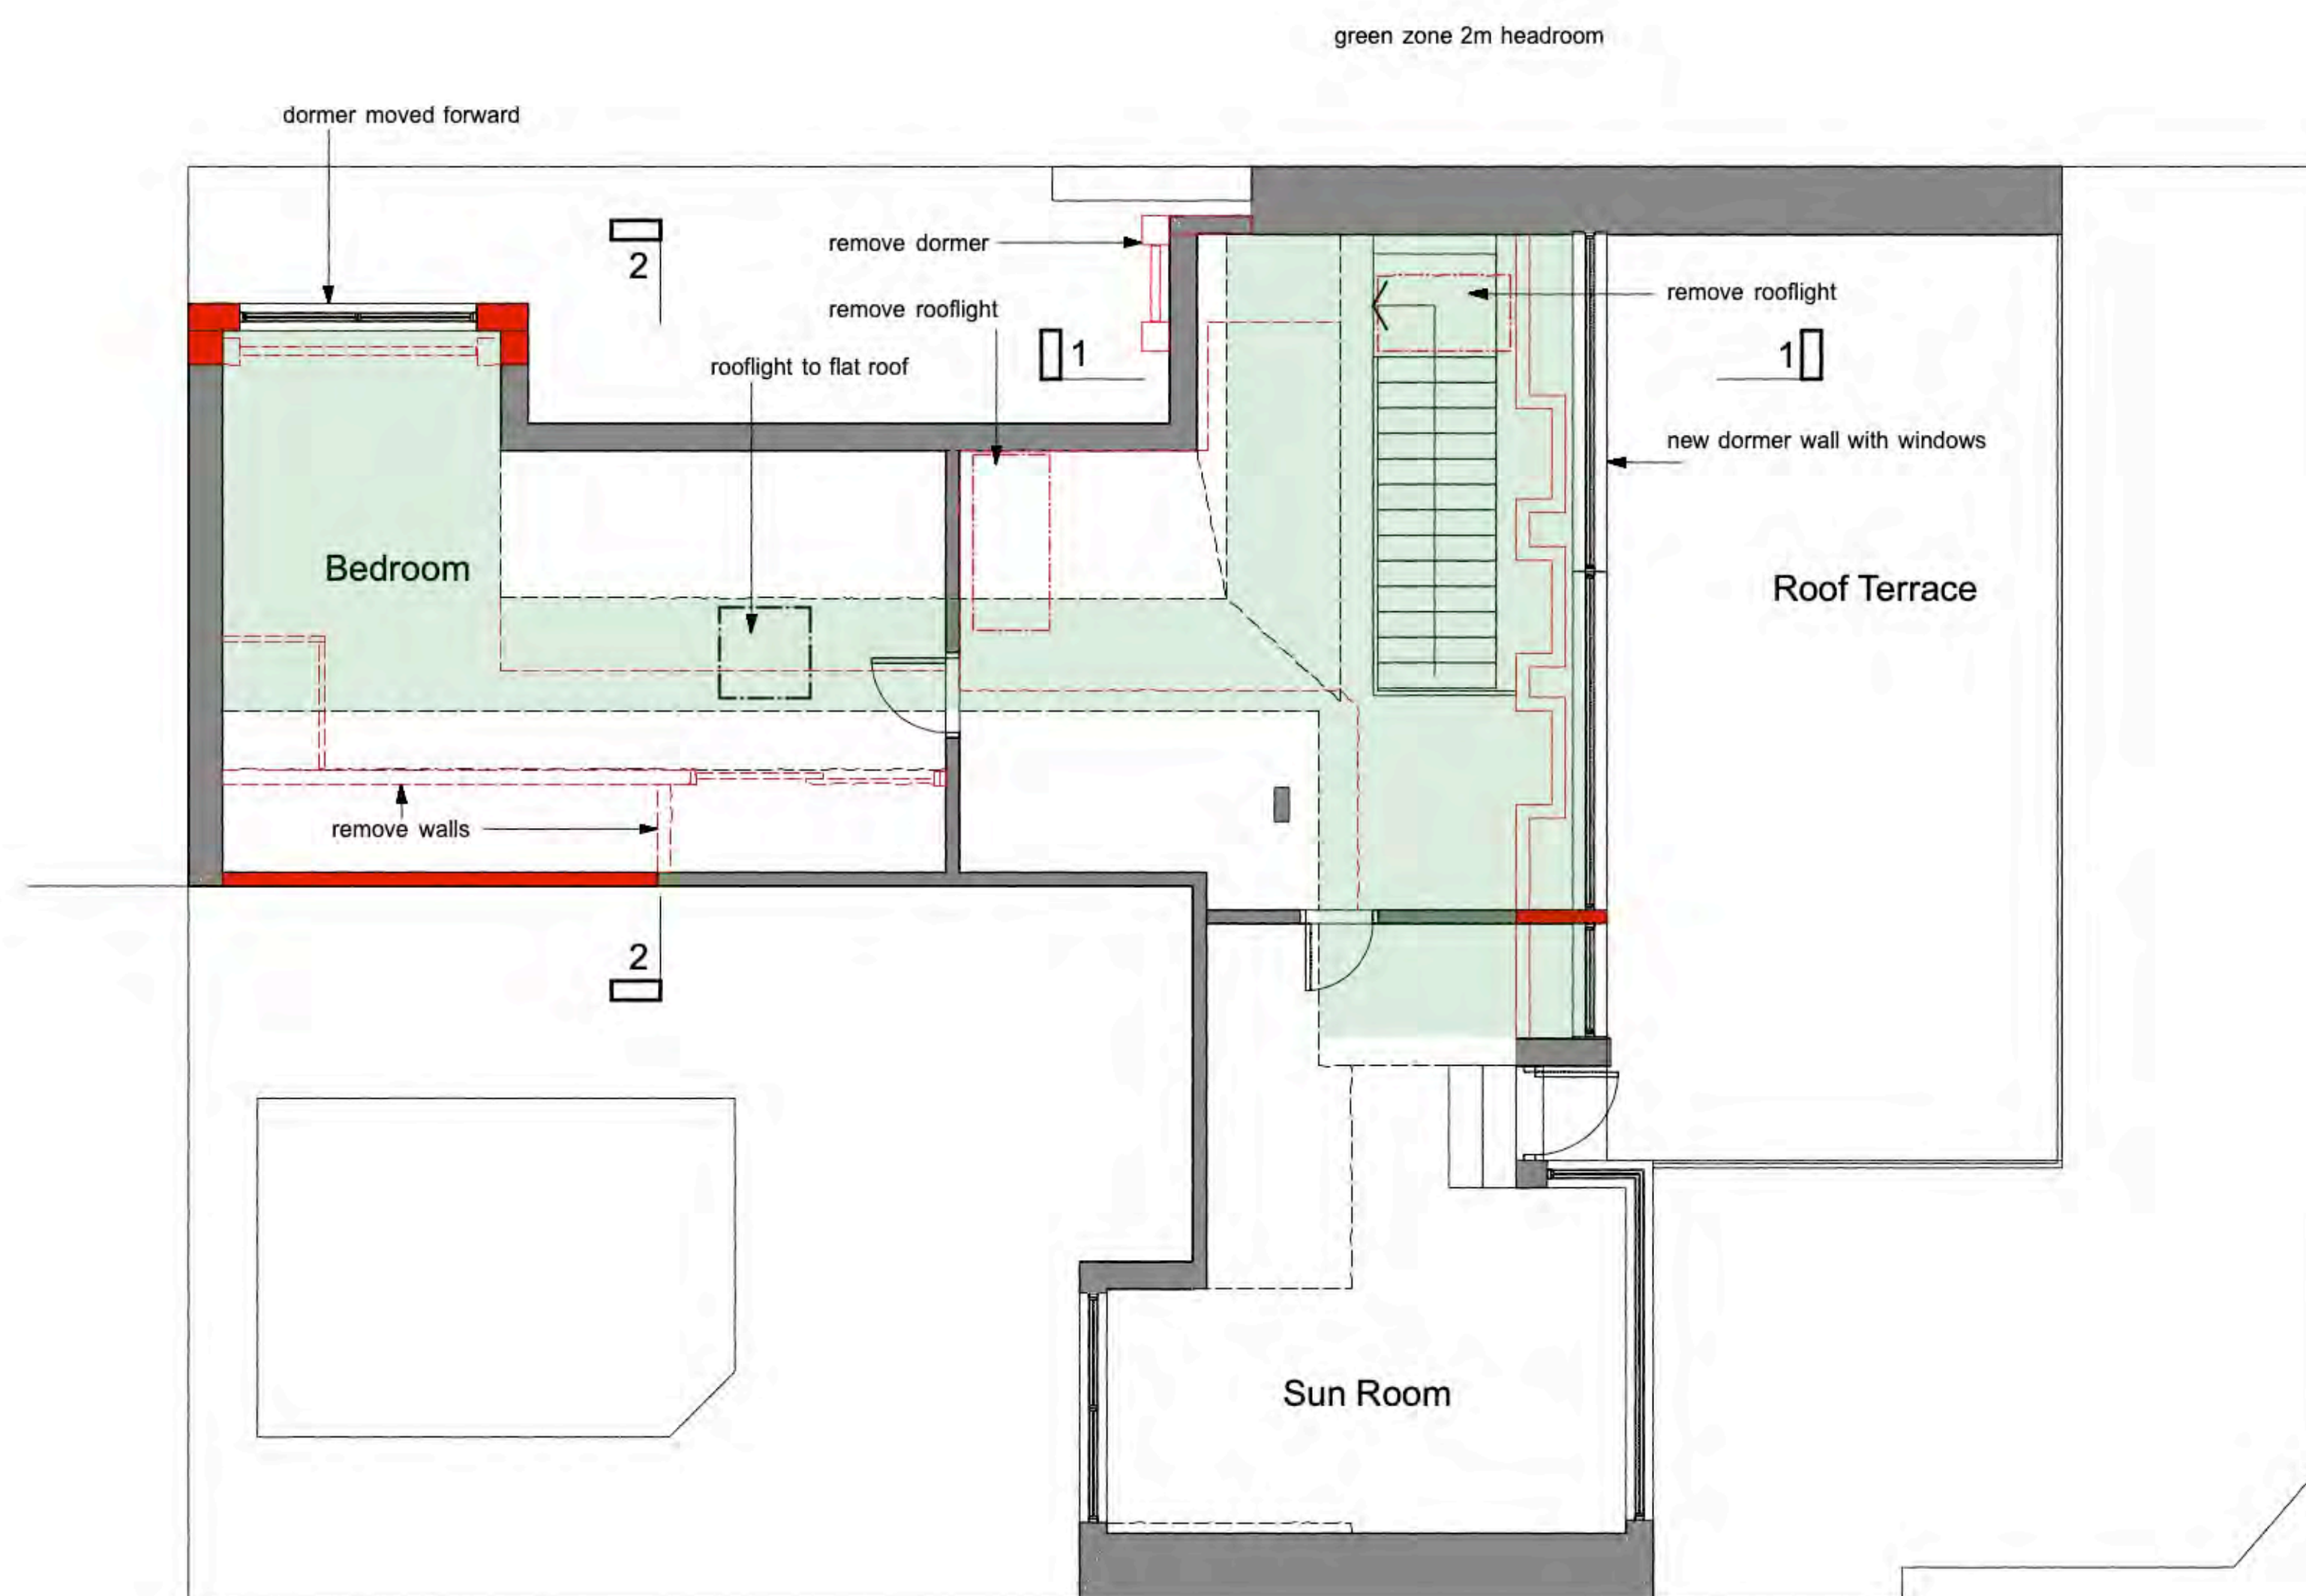 green zone 2m headroom
dormer moved forward
2
remove dormer
remove rooflight
remove rooflight
1
1
rooflight to flat roof
new dormer wall with windows
Bedroom
Roof Terrace
remove walls
2
Sun Room